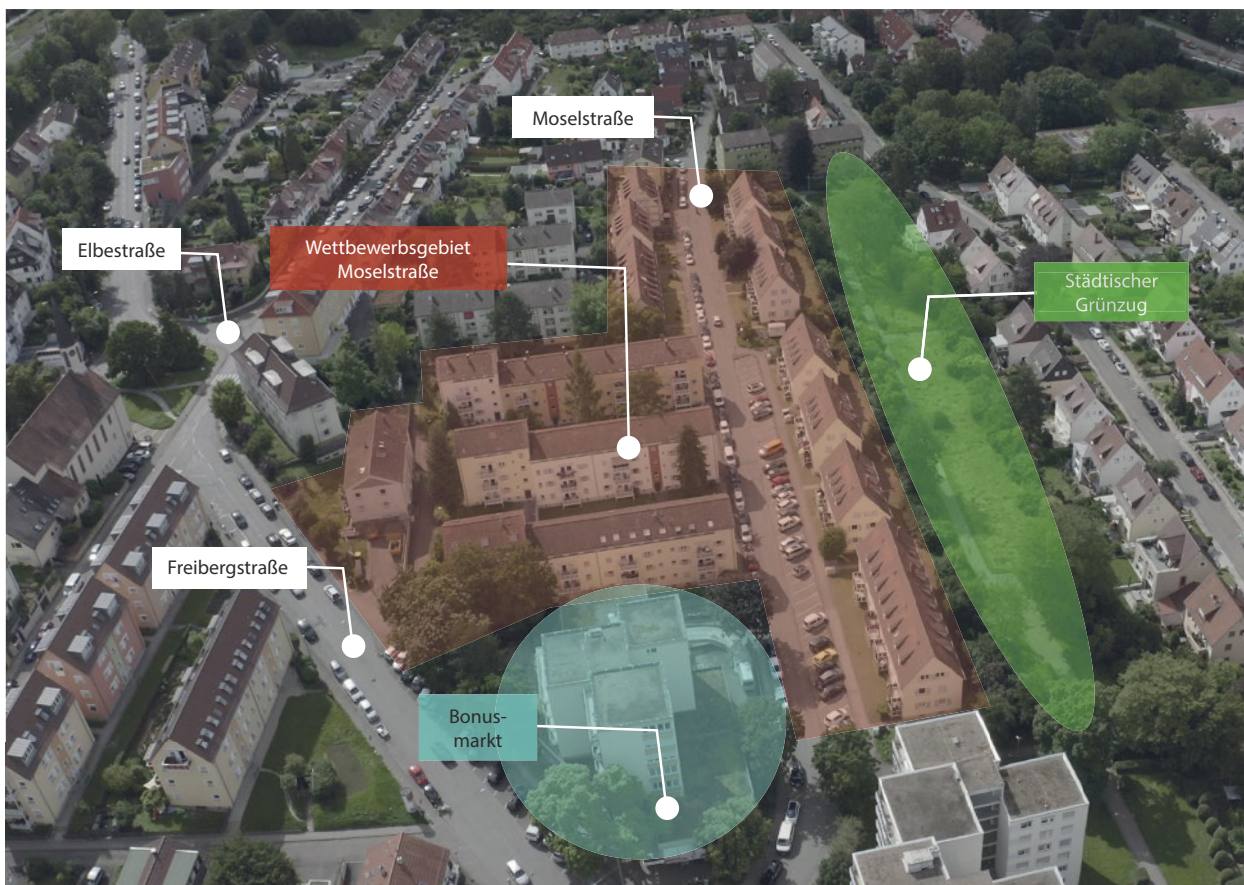 Moselstraße
Elbestraße
Wettbewerbsgebiet
Moselstraße
Städtischer
Grünzug
Freibergstraße
Bonus-
markt